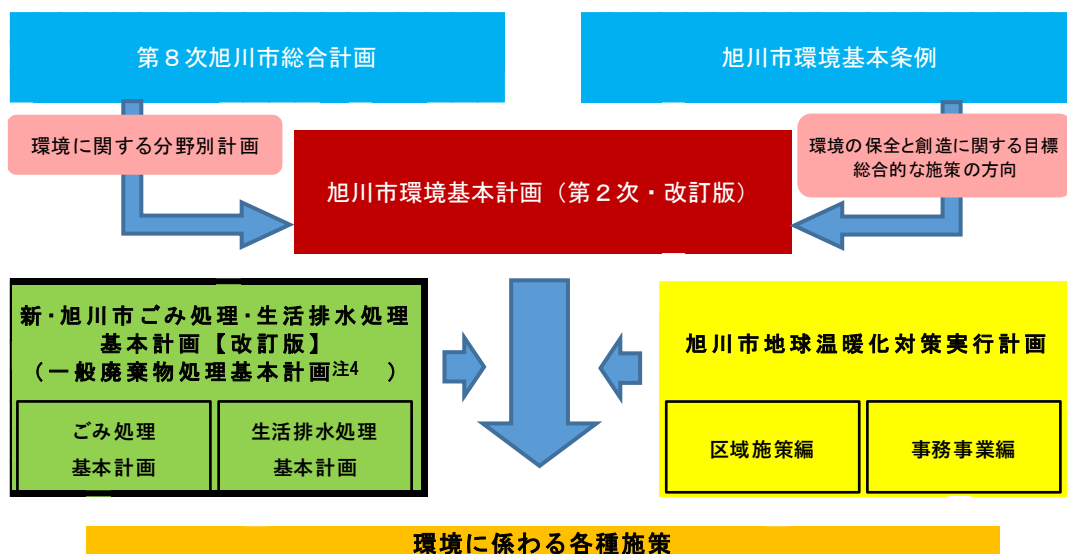 第８次旭川市総合計画
旭川市環境基本条例
環境に関する分野別計画
環境の保全と創造に関する目標
総合的な施策の方向
旭川市環境基本計画（第２次・改訂版）
新・旭川市ごみ処理・生活排水処理
基本計画【改訂版】
（一般廃棄物処理基本計画注4　）
ごみ処理
基本計画
生活排水処理
基本計画
旭川市地球温暖化対策実行計画
区域施策編
事務事業編
環境に係わる各種施策